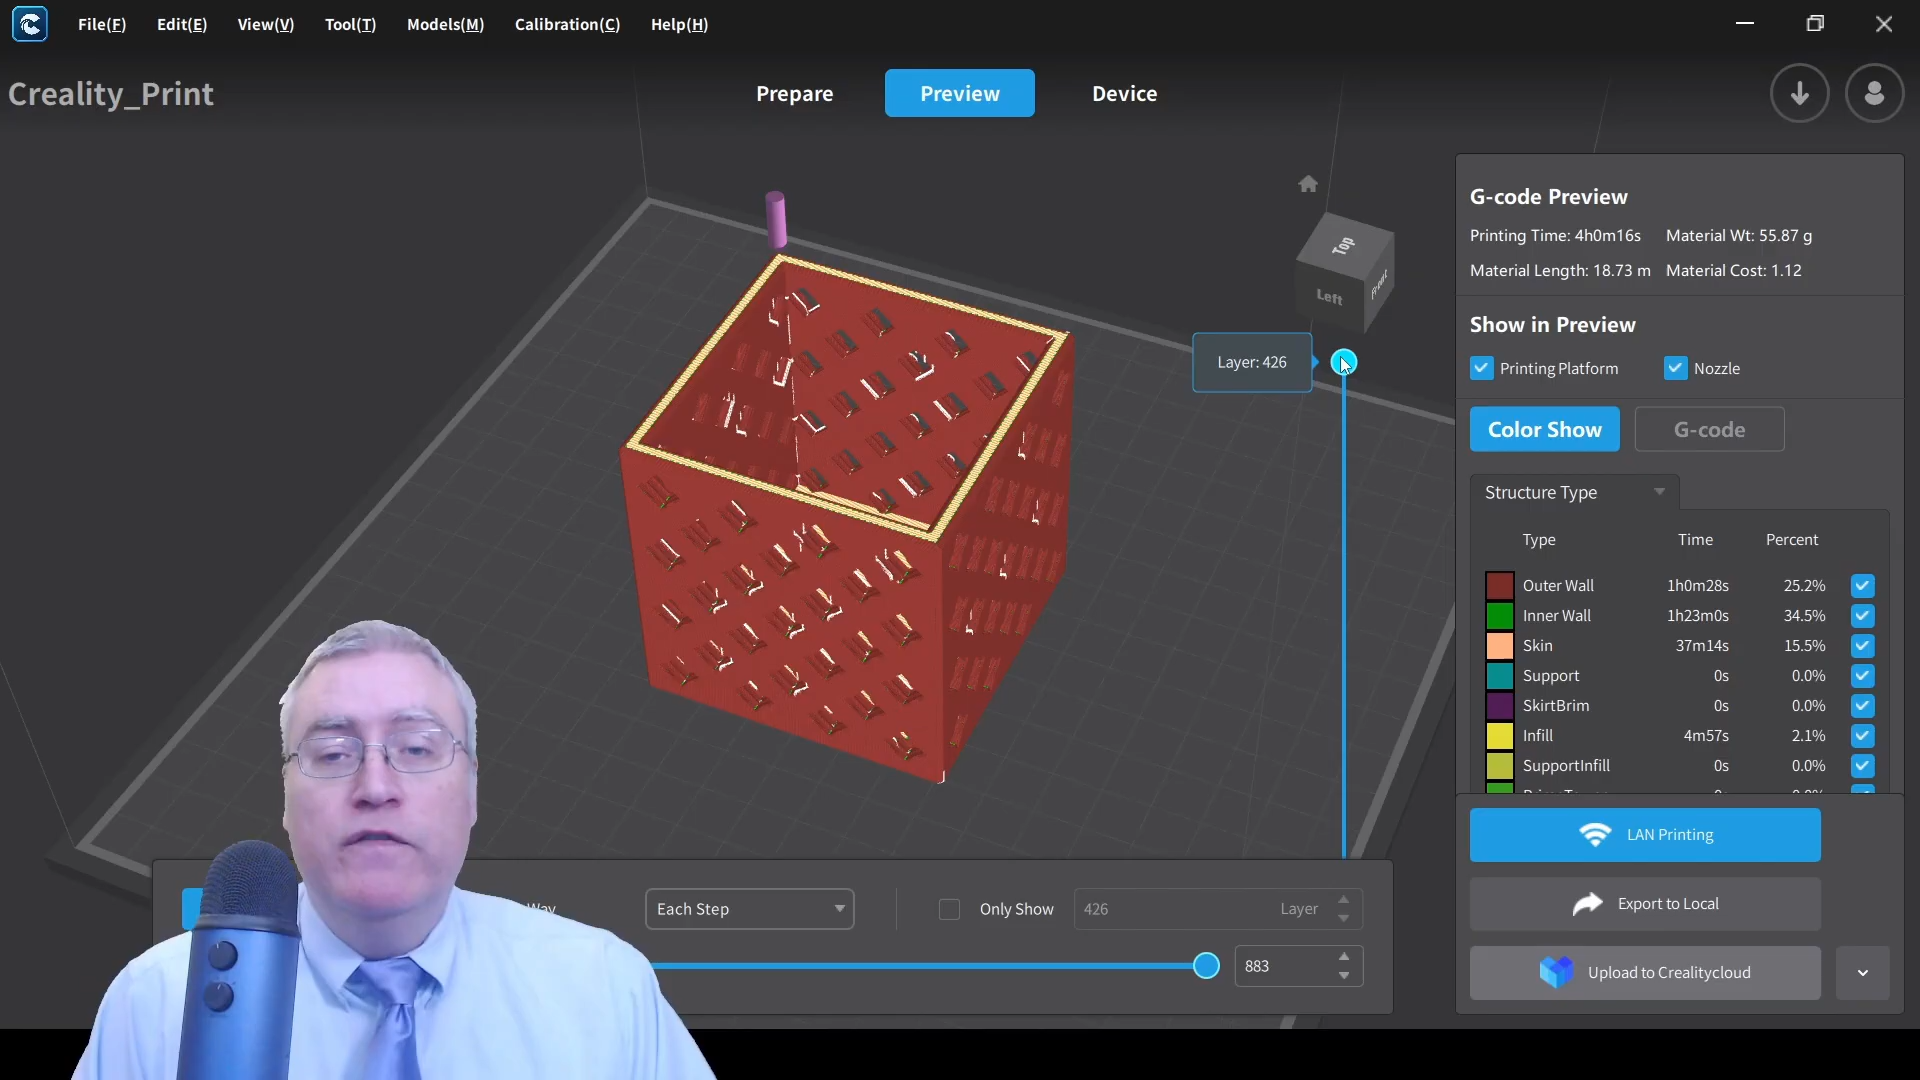 File(F) Edit(E) View(V) Tool(T) Models(M) Calibration(C) Help(H)
Creality_Print
Prepare Preview Device
Top
Left
Front
Layer: 426
G-code Preview
Printing Time: 4h0m16s Material Wt: 55.87 g
Material Length: 18.73 m Material Cost: 1.12
Show in Preview
Printing Platform Nozzle
Color Show G-code
Structure Type
Type Time Percent
Outer Wall 1h0m28s 25.2%
Inner Wall 1h23m0s 34.5%
Skin 37m14s 15.5%
Support 0s 0.0%
SkirtBrim 0s 0.0%
Infill 4m57s 2.1%
SupportInfill 0s 0.0%
LAN Printing
Export to Local
Upload to Crealitycloud
Each Step Only Show 426 Layer
883